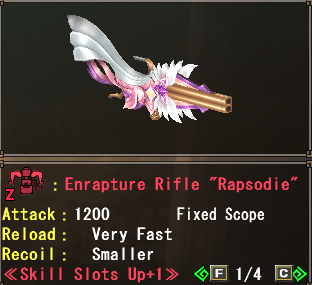 Z : Enrapture Rifle "Rapsodie"
Attack : 1200 Fixed Scope
Reload : Very Fast
Recoil : Smaller
≪Skill Slots Up+1≫ F 1/4 C